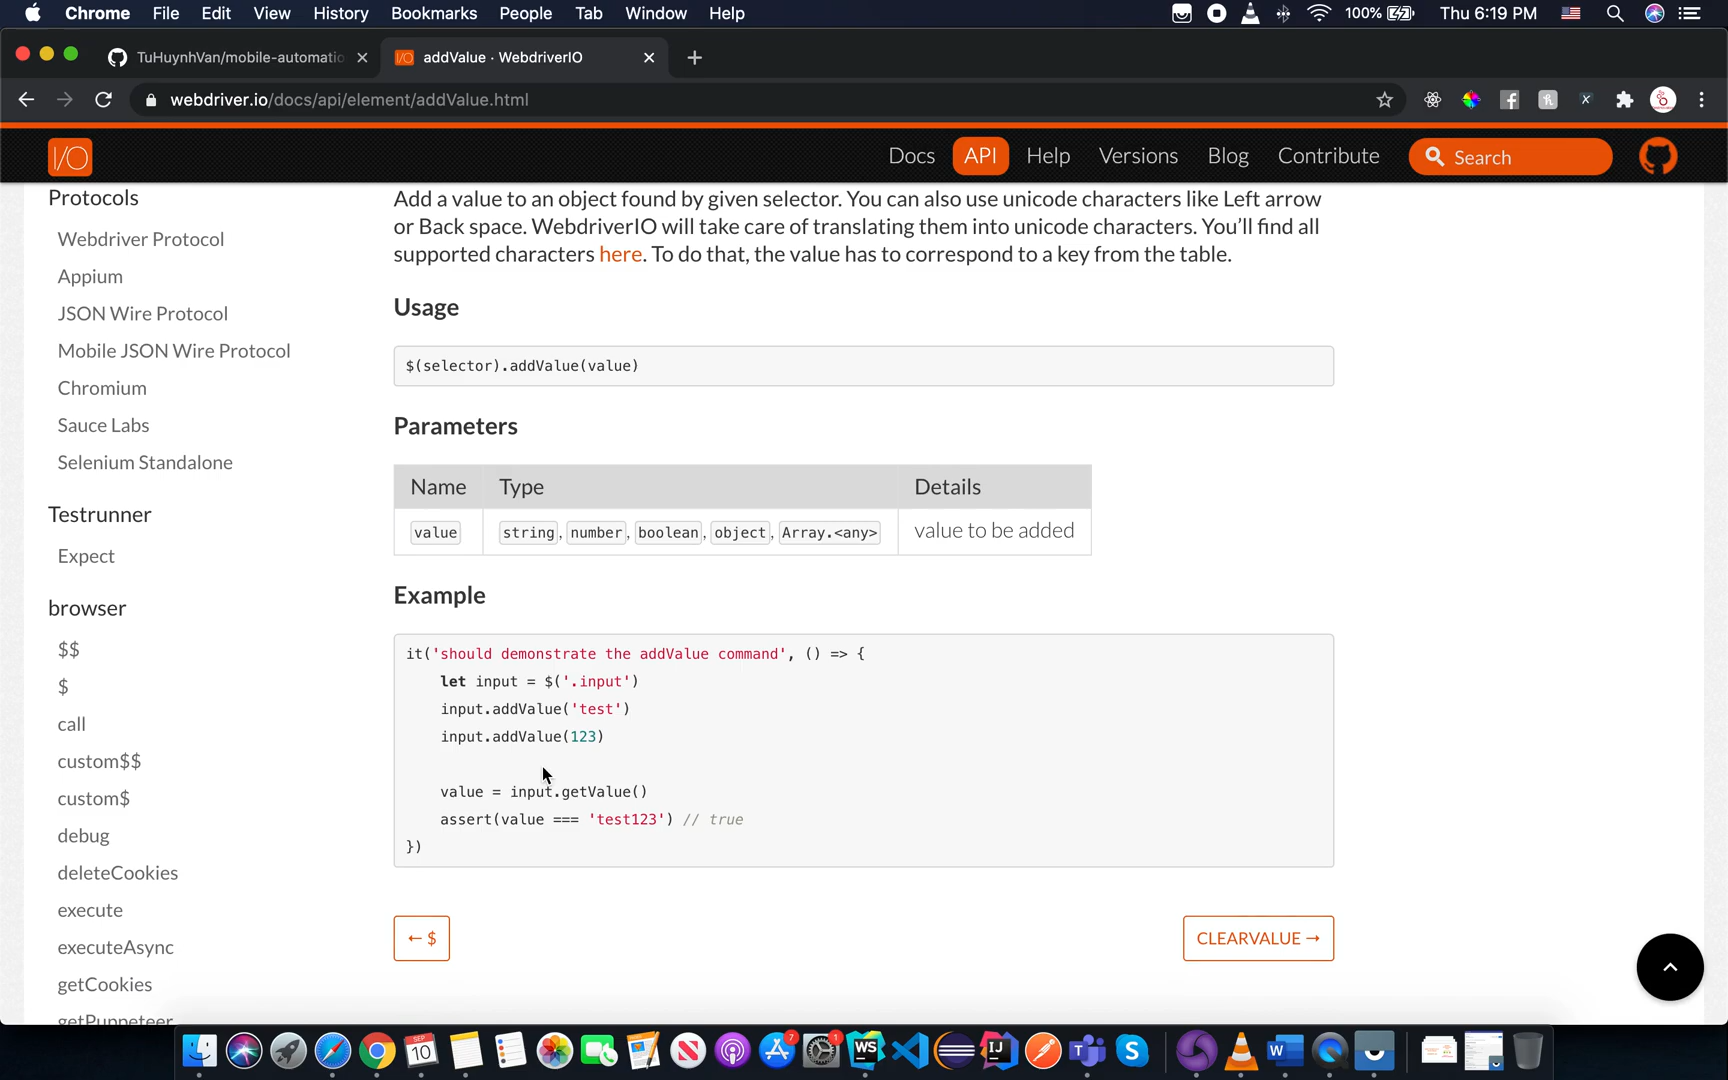 Chrome File Edit View History Bookmarks People Tab Window Help 100% Thu 6:19 PM
TuHuynhVan/mobile-automatio addValue · WebdriverIO
webdriver.io/docs/api/element/addValue.html
I/O Docs API Help Versions Blog Contribute Search
Protocols
Webdriver Protocol
Appium
JSON Wire Protocol
Mobile JSON Wire Protocol
Chromium
Sauce Labs
Selenium Standalone
Testrunner
Expect
browser
$$
$
call
custom$$
custom$
debug
deleteCookies
execute
executeAsync
getCookies
getPuppeteer
Add a value to an object found by given selector. You can also use unicode characters like Left arrow
or Back space. WebdriverIO will take care of translating them into unicode characters. You’ll find all
supported characters here. To do that, the value has to correspond to a key from the table.
Usage
$(selector).addValue(value)
Parameters
Name Type Details
value string, number, boolean, object, Array.<any> value to be added
Example
it('should demonstrate the addValue command', () => {
let input = $('.input')
input.addValue('test')
input.addValue(123)
value = input.getValue()
assert(value === 'test123') // true
})
← $ CLEARVALUE →
SEP
10
7
1
WS
IJ